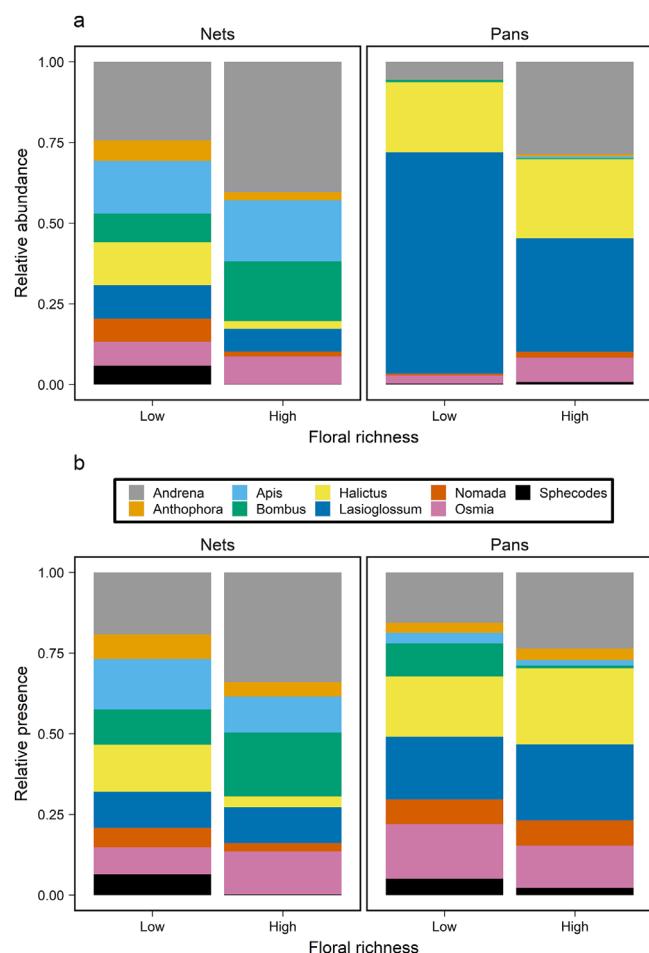 a
Nets Pans
Relative abundance
1.00
0.75
0.50
0.25
0.00
Low High Low High
Floral richness
b
Andrena Apis Halictus Nomada Sphecodes
Anthophora Bombus Lasioglossum Osmia
Nets Pans
Relative presence
1.00
0.75
0.50
0.25
0.00
Low High Low High
Floral richness